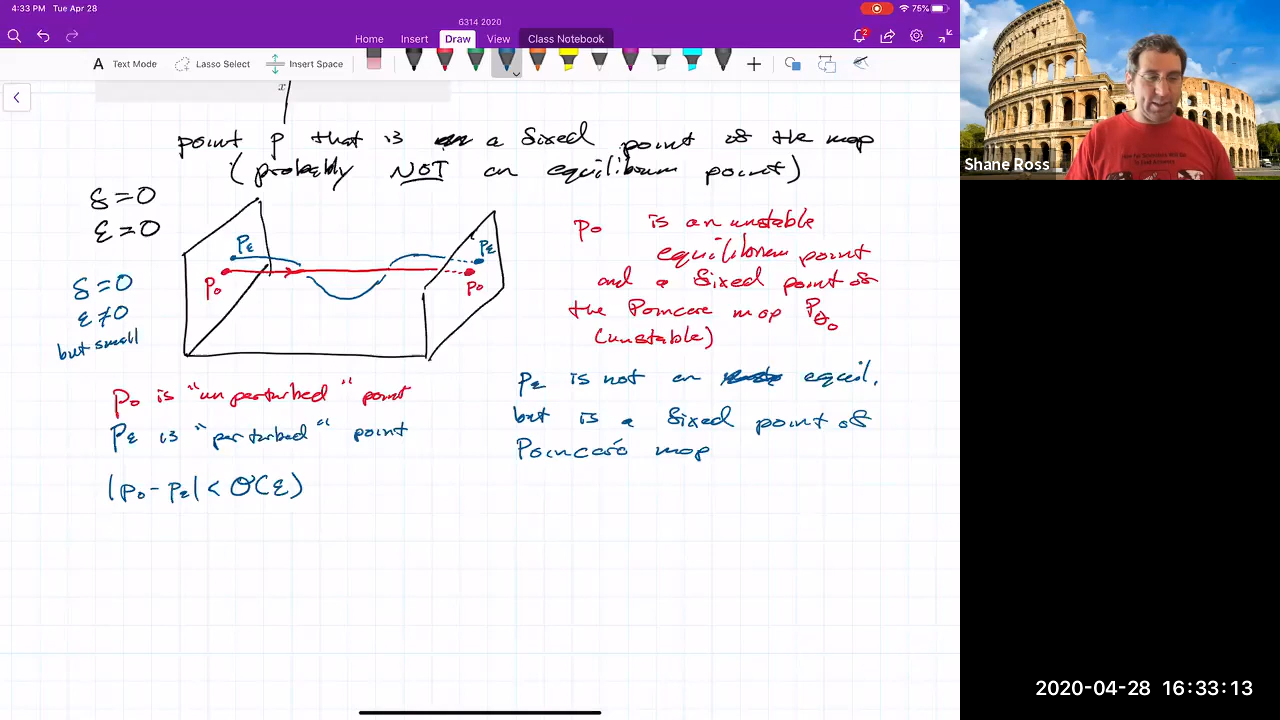 4:33 PM Tue Apr 28
75%
6314 2020
Home Insert Draw View Class Notebook
2
A Text Mode Lasso Select Insert Space
x
point p that is a fixed point of the map
(probably NOT an equilibrium point)
δ=0
ε=0
δ=0
ε≠0
but small
Pε
P0
Pε
P0
P0 is an unstable
equilibrium point
and a fixed point of
the Poincare map Pθ0
(unstable)
P0 is "unperturbed" point
Pε is "perturbed" point
|P0 - Pε| < O(ε)
Pε is not an equil.
but is a fixed point of
Poincaré map
Shane Ross
2020-04-28 16:33:13